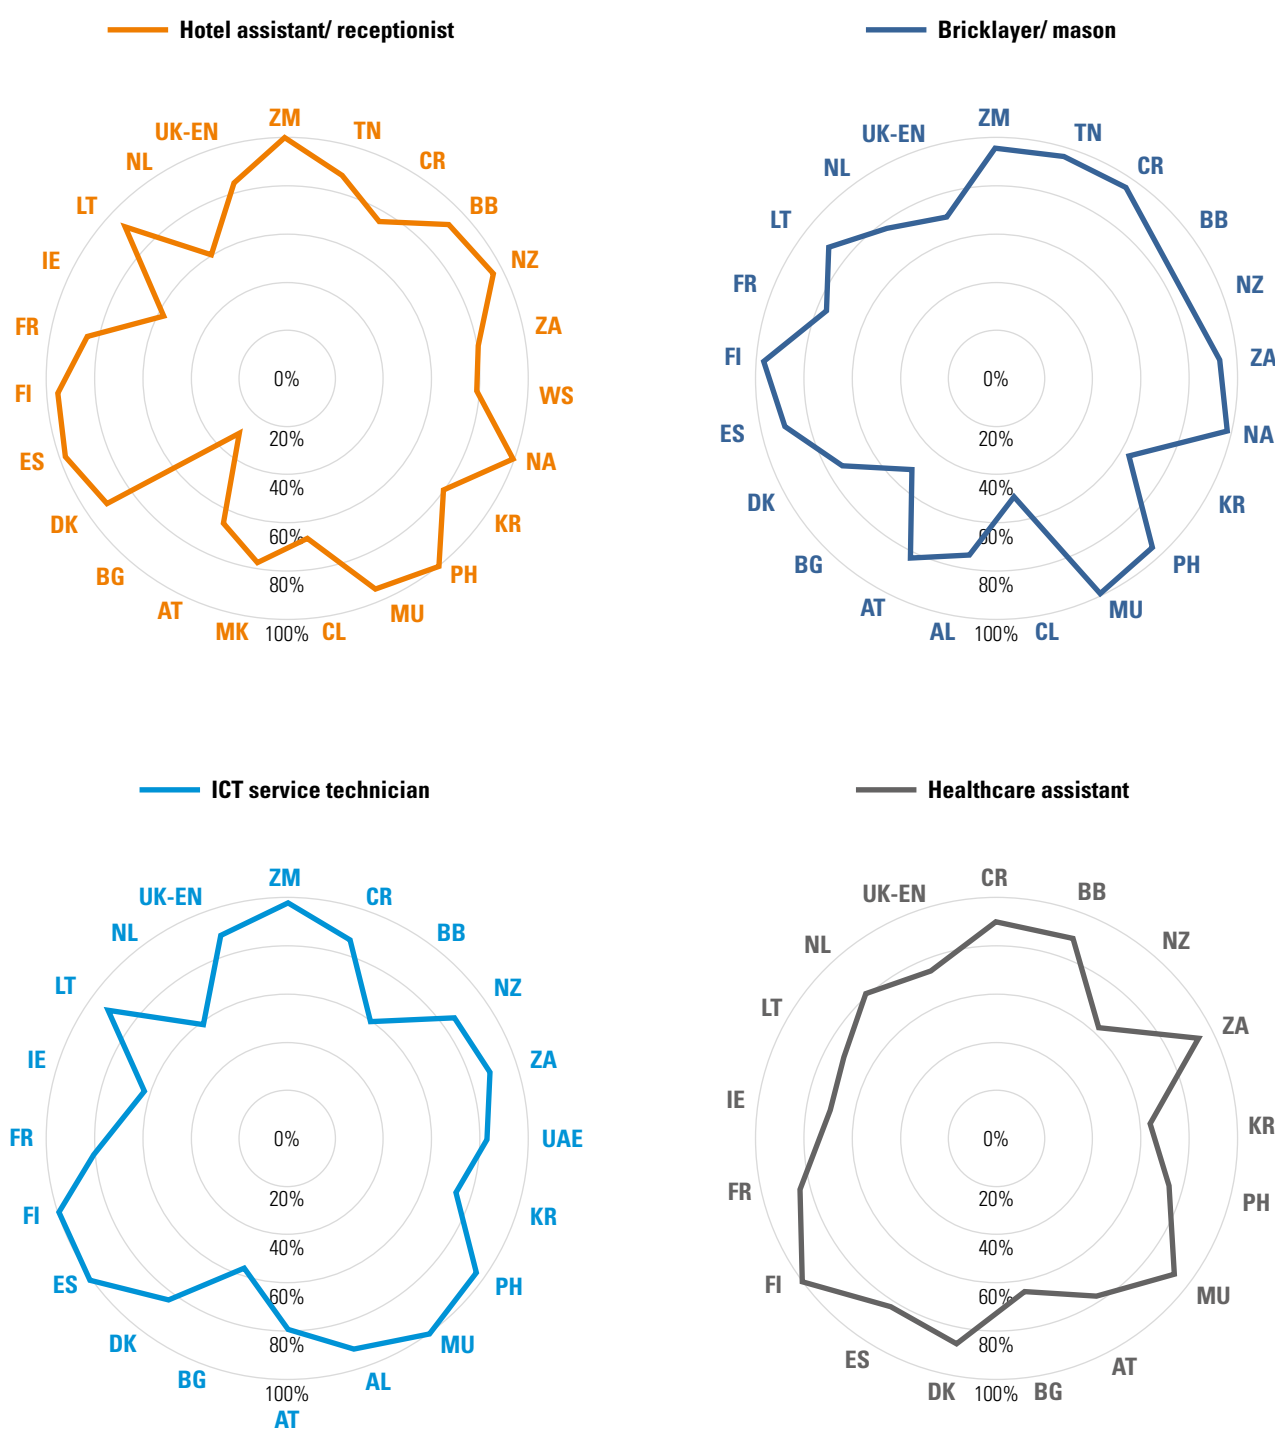 Hotel assistant/ receptionist
ZM
TN
CR
BB
NZ
ZA
WS
NA
KR
PH
MU
CL
MK
AT
BG
DK
ES
FI
FR
IE
LT
NL
UK-EN
0%
20%
40%
60%
80%
100%
Bricklayer/ mason
ZM
TN
CR
BB
NZ
ZA
NA
KR
PH
MU
CL
AL
AT
BG
DK
ES
FI
FR
LT
NL
UK-EN
0%
20%
40%
60%
80%
100%
ICT service technician
ZM
CR
BB
NZ
ZA
UAE
KR
PH
MU
AL
AT
BG
DK
ES
FI
FR
IE
LT
NL
UK-EN
0%
20%
40%
60%
80%
100%
Healthcare assistant
CR
BB
NZ
ZA
KR
PH
MU
AT
BG
DK
ES
FI
FR
IE
LT
NL
UK-EN
0%
20%
40%
60%
80%
100%